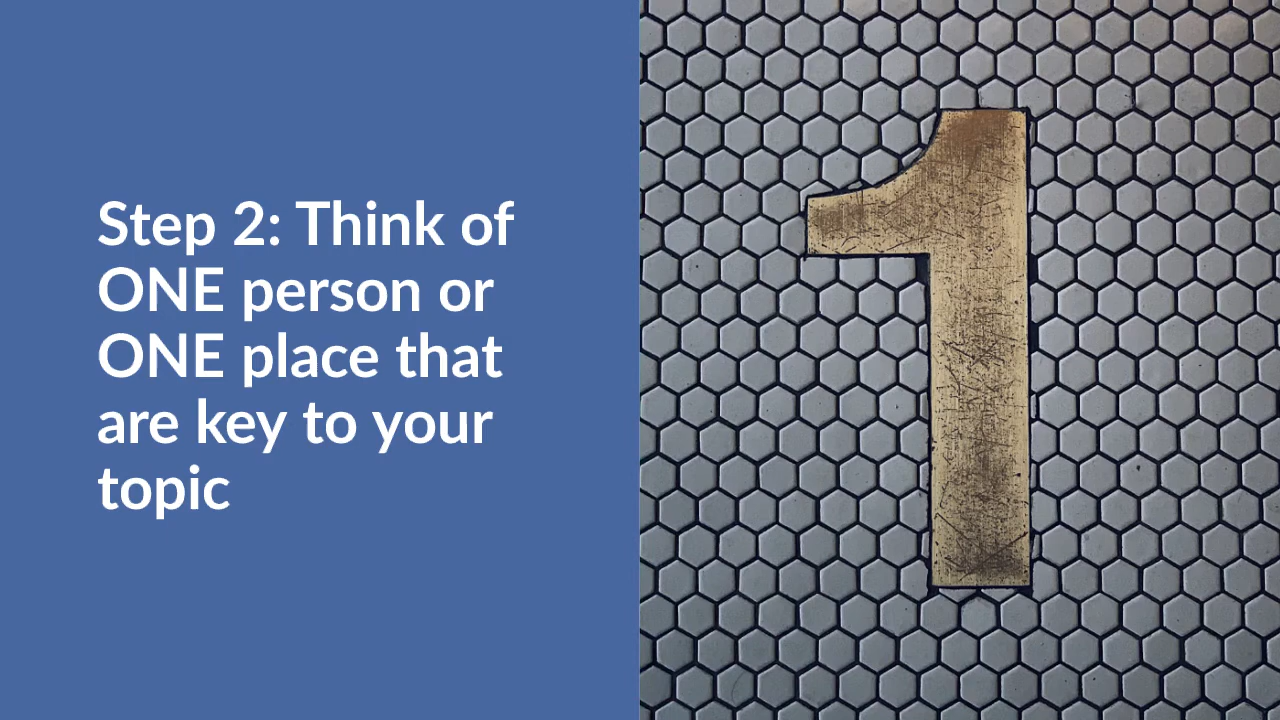 Step 2: Think of
ONE person or
ONE place that
are key to your
topic
1